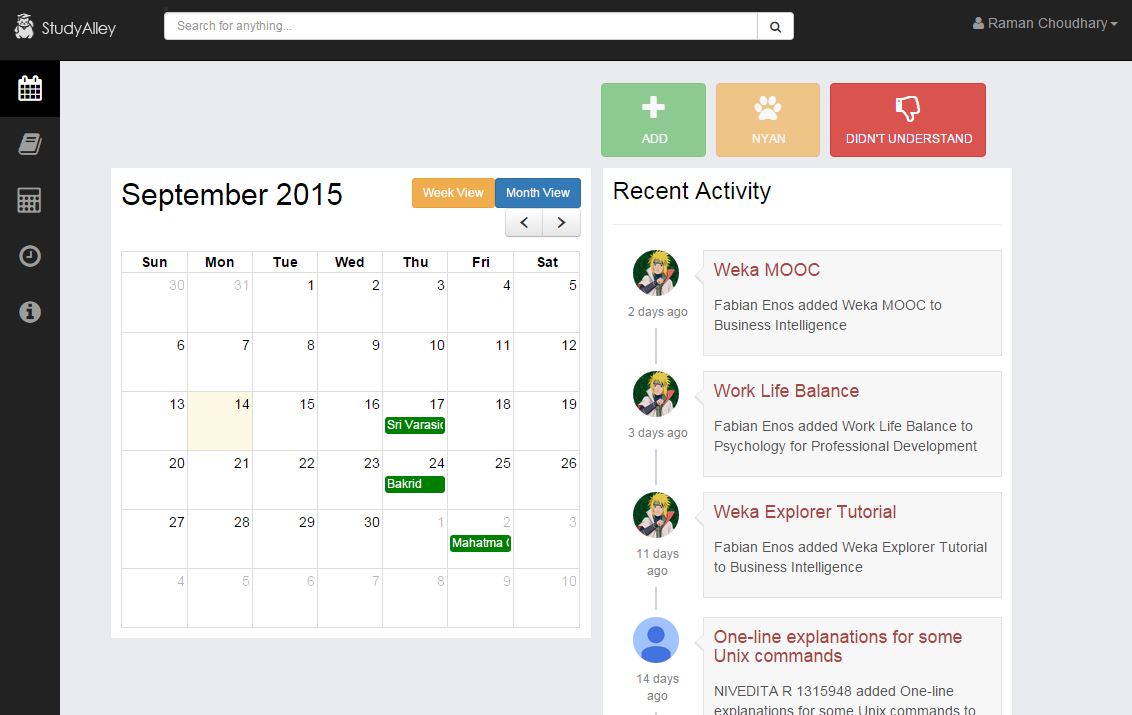 StudyAlley
Search for anything...
Raman Choudhary
ADD
NYAN
DIDN'T UNDERSTAND
September 2015
Week View
Month View
Sun Mon Tue Wed Thu Fri Sat
30 31 1 2 3 4 5
6 7 8 9 10 11 12
13 14 15 16 17 18 19
Sri
20 21 22 23 24 25 26
Bakrid
27 28 29 30 1 2 3
Mahatma
4 5 6 7 8 9 10
Recent Activity
Weka MOOC
2 days ago
Fabian Enos added Weka MOOC to
Business Intelligence
Work Life Balance
3 days ago
Fabian Enos added Work Life Balance to
Psychology for Professional Development
Weka Explorer Tutorial
11 days
ago
Fabian Enos added Weka Explorer Tutorial
to Business Intelligence
One-line explanations for some
Unix commands
14 days
ago
NIVEDITA R 1315948 added One-line
explanations for some Unix commands to